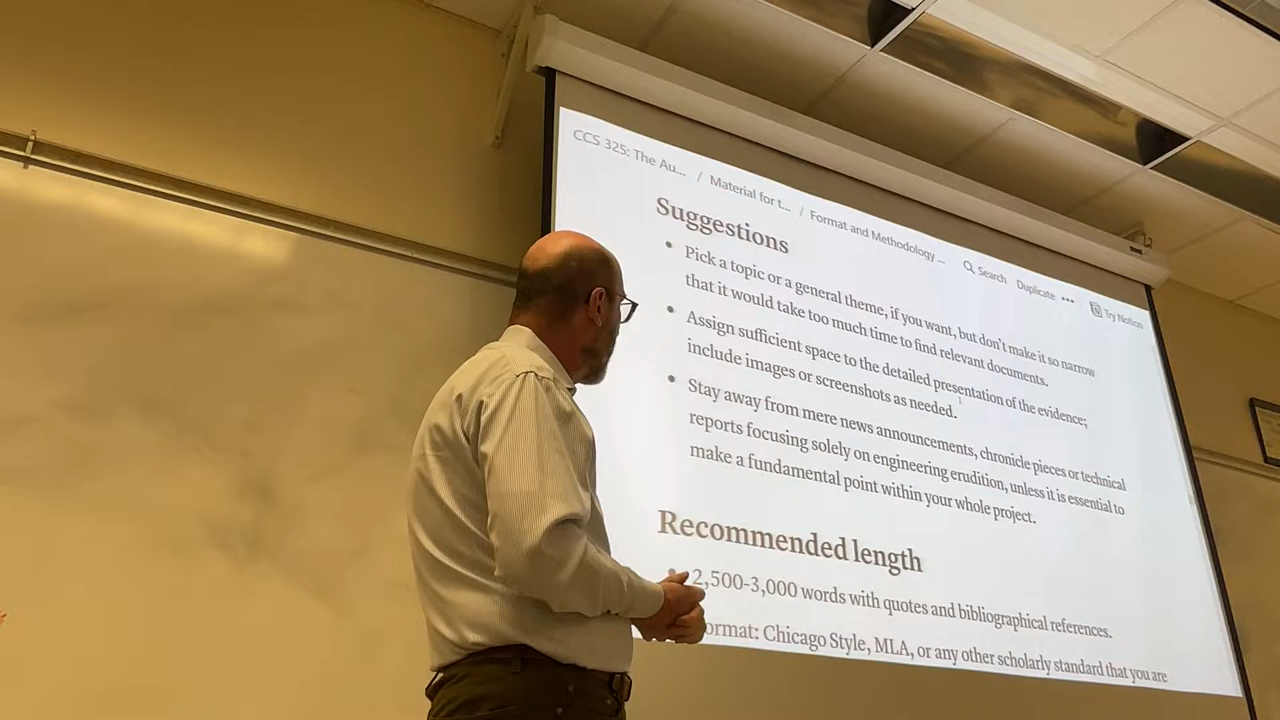 CCS 325: The Au... / Material for t... / Format and Methodology ...
Search Duplicate ••• Try Notion
Suggestions
• Pick a topic or a general theme, if you want, but don't make it so narrow
that it would take too much time to find relevant documents.
• Assign sufficient space to the detailed presentation of the evidence;
include images or screenshots as needed.
• Stay away from mere news announcements, chronicle pieces or technical
reports focusing solely on engineering erudition, unless it is essential to
make a fundamental point within your whole project.
Recommended length
• 2,500-3,000 words with quotes and bibliographical references.
ormat: Chicago Style, MLA, or any other scholarly standard that you are